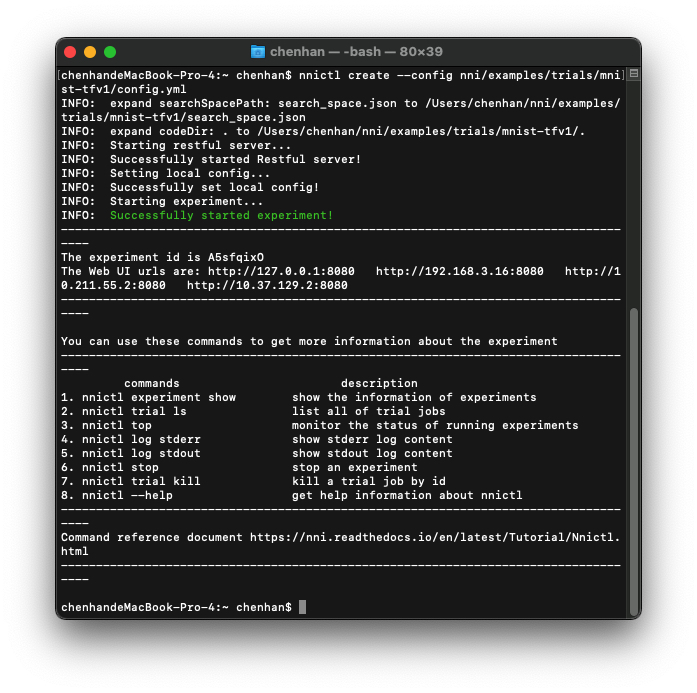 chenhan — -bash — 80×39
[chenhandeMacBook-Pro-4:~ chenhan$ nnictl create --config nni/examples/trials/mni]
st-tfv1/config.yml
INFO:  expand searchSpacePath: search_space.json to /Users/chenhan/nni/examples/
trials/mnist-tfv1/search_space.json
INFO:  expand codeDir: . to /Users/chenhan/nni/examples/trials/mnist-tfv1/.
INFO:  Starting restful server...
INFO:  Successfully started Restful server!
INFO:  Setting local config...
INFO:  Successfully set local config!
INFO:  Starting experiment...
INFO:  Successfully started experiment!
--------------------------------------------------------------------------------
----
The experiment id is A5sfqixO
The Web UI urls are: http://127.0.0.1:8080   http://192.168.3.16:8080   http://1
0.211.55.2:8080   http://10.37.129.2:8080
--------------------------------------------------------------------------------
----
You can use these commands to get more information about the experiment
--------------------------------------------------------------------------------
----
         commands                       description
1. nnictl experiment show        show the information of experiments
2. nnictl trial ls               list all of trial jobs
3. nnictl top                    monitor the status of running experiments
4. nnictl log stderr             show stderr log content
5. nnictl log stdout             show stdout log content
6. nnictl stop                   stop an experiment
7. nnictl trial kill             kill a trial job by id
8. nnictl --help                 get help information about nnictl
--------------------------------------------------------------------------------
----
Command reference document https://nni.readthedocs.io/en/latest/Tutorial/Nnictl.
html
--------------------------------------------------------------------------------
----
chenhandeMacBook-Pro-4:~ chenhan$